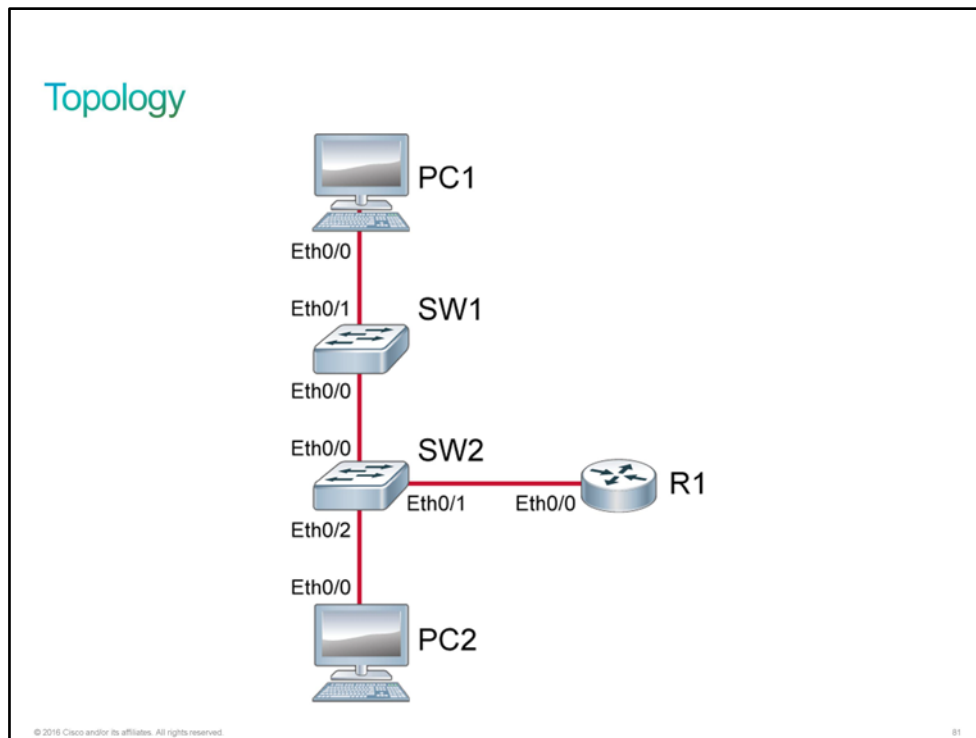 Topology
PC1
Eth0/0
Eth0/1
SW1
Eth0/0
Eth0/0
SW2
Eth0/1
Eth0/0
R1
Eth0/2
Eth0/0
PC2
© 2016 Cisco and/or its affiliates. All rights reserved.
81